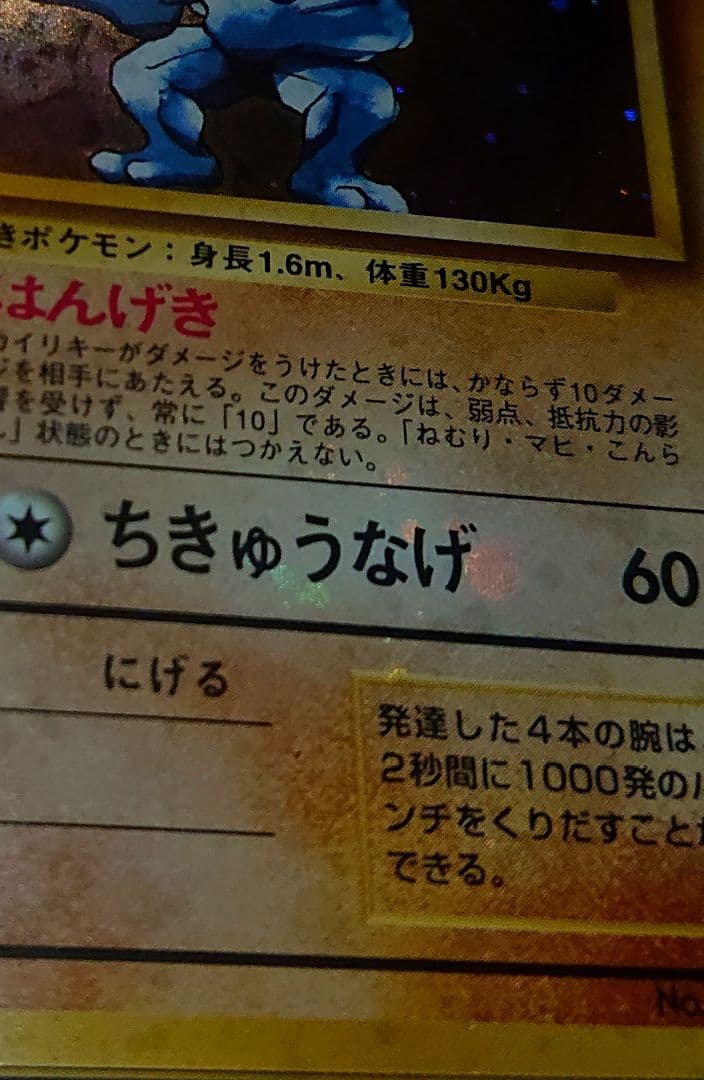 きポケモン：身長1.6m、体重130Kg
はんげき
カイリキーがダメージをうけたときには、かならず10ダメー
ジを相手にあたえる。このダメージは、弱点、抵抗力の影
響を受けず、常に「10」である。「ねむり・マヒ・こんら
ん」状態のときにはつかえない。
ちきゅうなげ 60
にげる
発達した4本の腕は
2秒間に1000発のパ
ンチをくりだすことが
できる。
No.